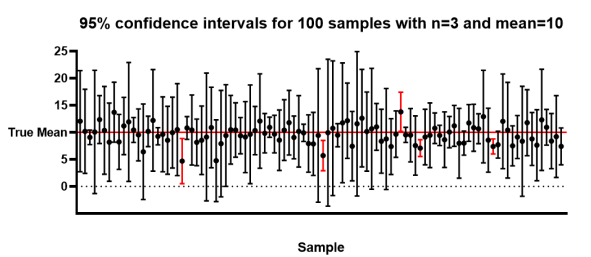 95% confidence intervals for 100 samples with n=3 and mean=10
25
20
15
True Mean
5
0
Sample